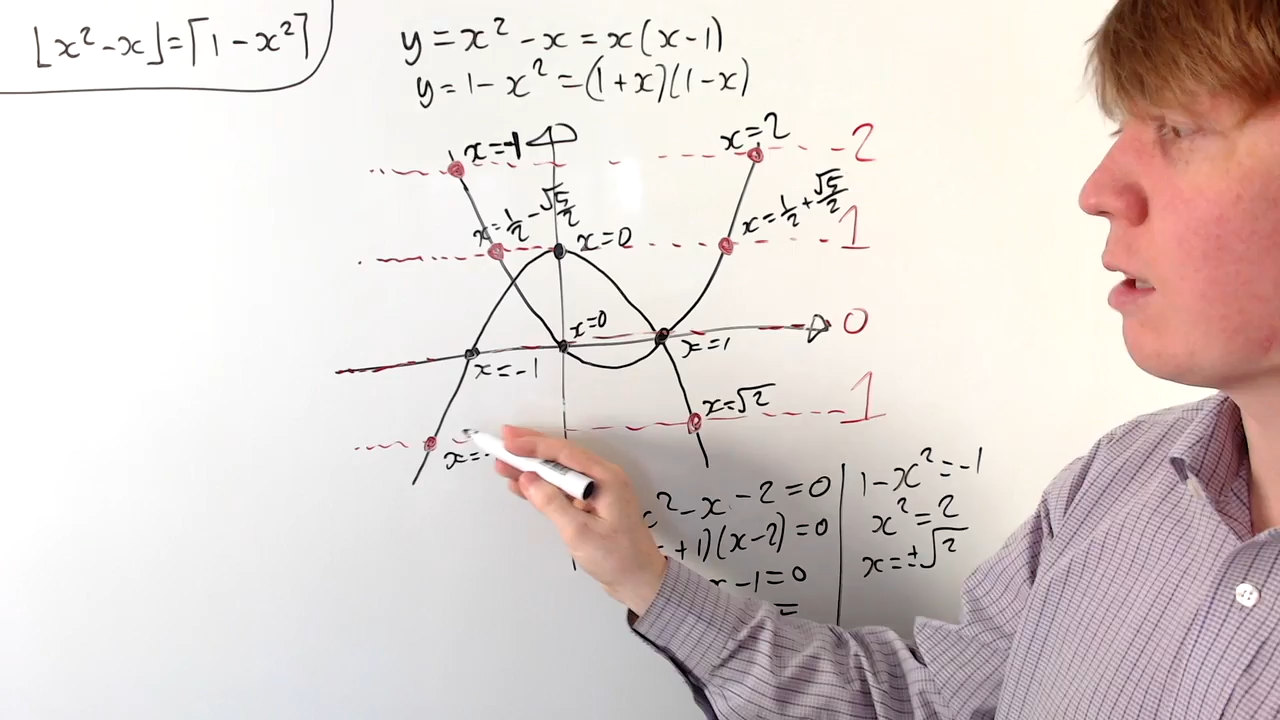 ⌊x²-x⌋=⌈1-x²⌉
y=x²-x=x(x-1)
y=1-x²=(1+x)(1-x)
x=-1
x=2
2
x=½-√5/2
x=0
x=½+√5/2
1
x=0
0
x=-1
x=1
x=√2
1
x=-
x²-x-2=0
+1)(x-2)=0
x-1=0
1-x²=-1
x²=2
x=±√2